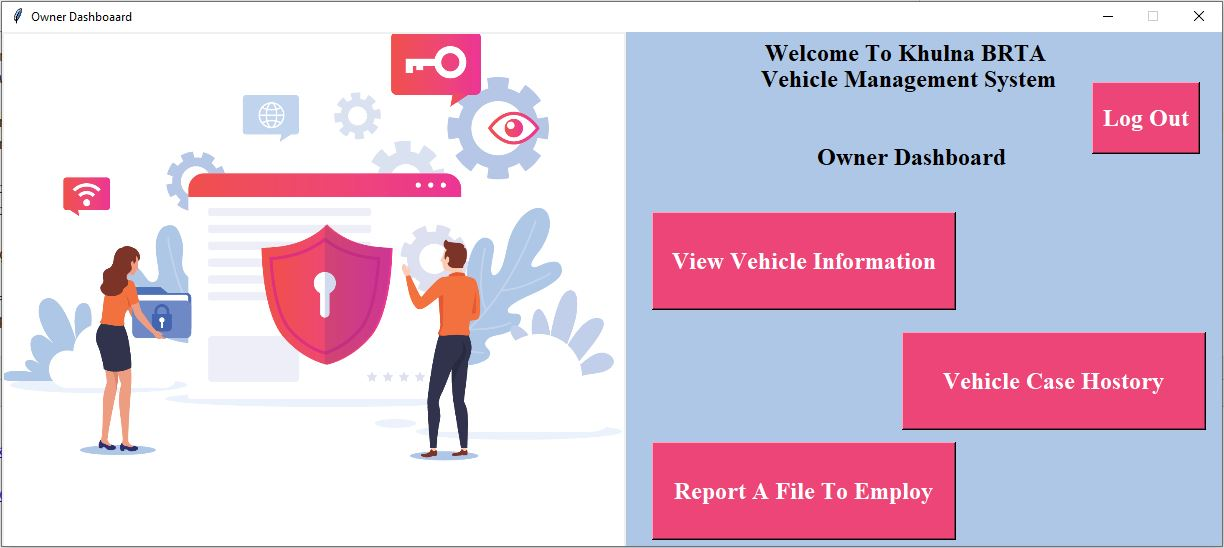 Owner Dashboaard
Welcome To Khulna BRTA
Vehicle Management System
Log Out
Owner Dashboard
View Vehicle Information
Vehicle Case Hostory
Report A File To Employ